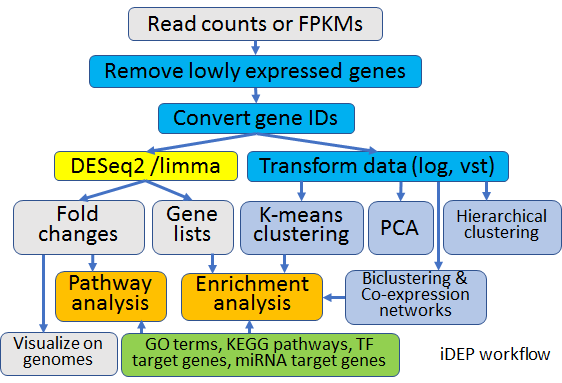 Read counts or FPKMs
Remove lowly expressed genes
Convert gene IDs
DESeq2 /limma
Transform data (log, vst)
Fold
changes
Gene
lists
K-means
clustering
PCA
Hierarchical
clustering
Pathway
analysis
Enrichment
analysis
Biclustering &
Co-expression
networks
Visualize on
genomes
GO terms, KEGG pathways, TF
target genes, miRNA target genes
iDEP workflow